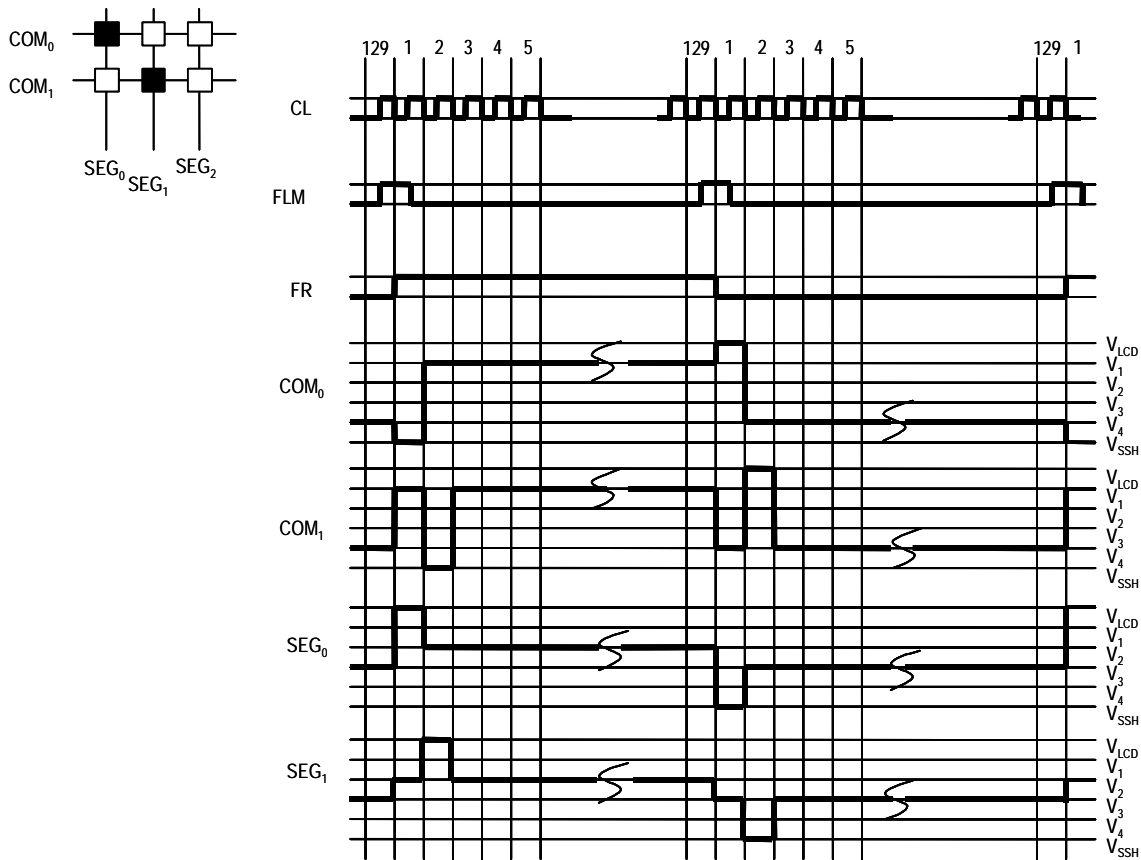 COM0
COM1
SEG0
SEG1
SEG2
129 1 2 3 4 5 129 1 2 3 4 5 129 1
CL
FLM
FR
COM0
VLCD
V1
V2
V3
V4
VSSH
COM1
VLCD
V1
V2
V3
V4
VSSH
SEG0
VLCD
V1
V2
V3
V4
VSSH
SEG1
VLCD
V1
V2
V3
V4
VSSH